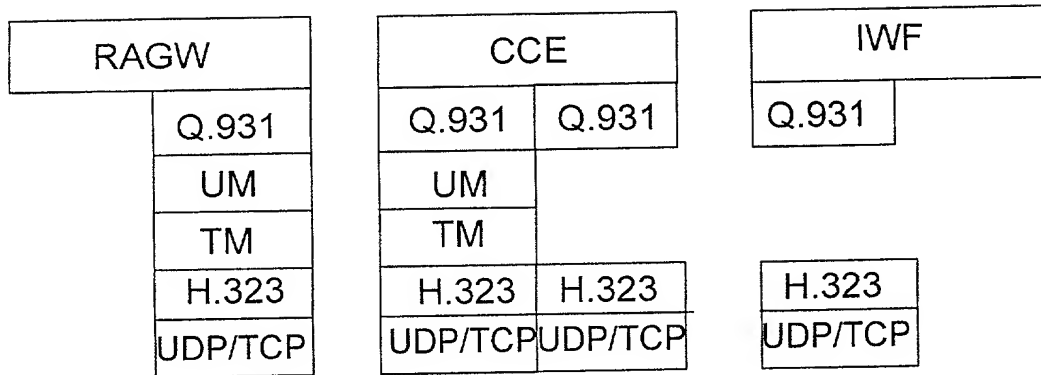 RAGW CCE IWF
Q.931 Q.931 Q.931 Q.931
UM UM
TM TM
H.323 H.323 H.323 H.323
UDP/TCP UDP/TCP UDP/TCP UDP/TCP